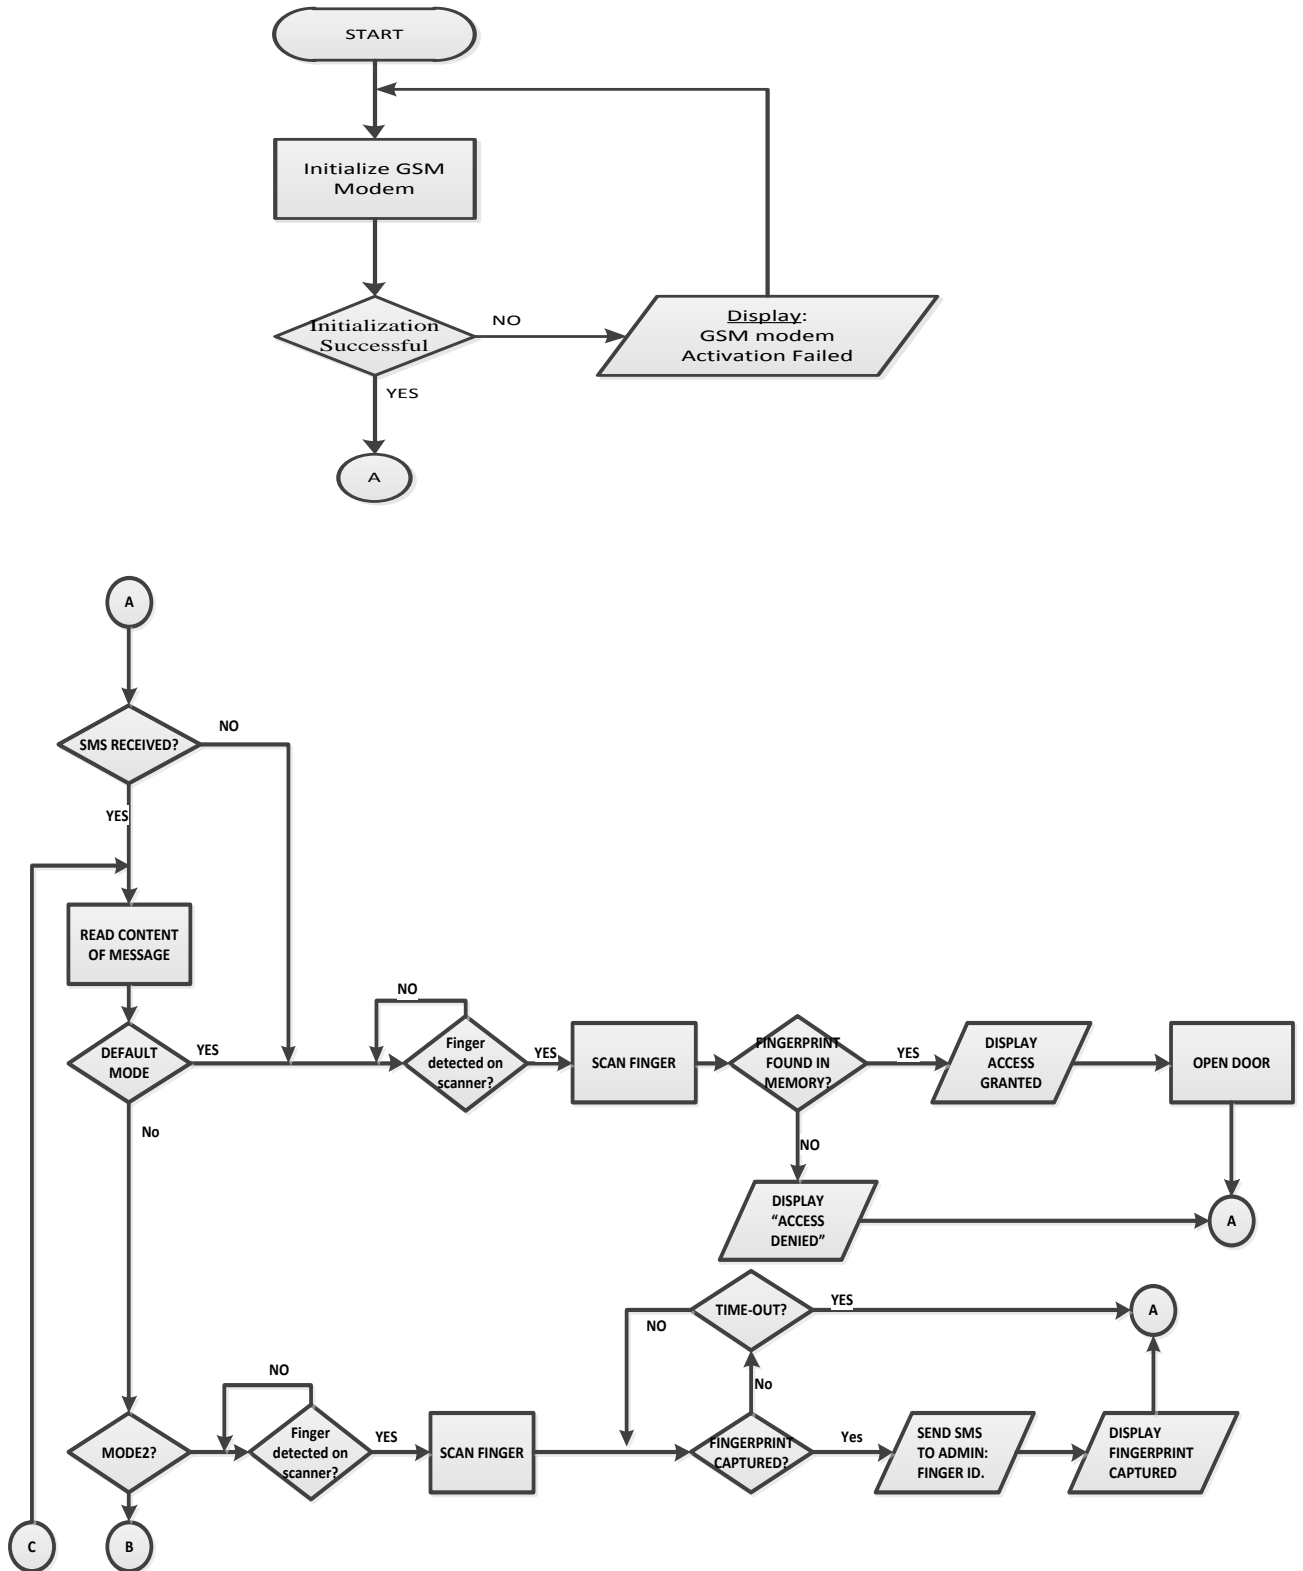 START
Initialize GSM
Modem
Initialization
Successful
NO
Display:
GSM modem
Activation Failed
YES
A
A
SMS RECEIVED?
NO
YES
READ CONTENT
OF MESSAGE
DEFAULT
MODE
YES
NO
Finger
detected on
scanner?
YES
SCAN FINGER
FINGERPRINT
FOUND IN
MEMORY?
YES
DISPLAY
ACCESS
GRANTED
OPEN DOOR
No
NO
DISPLAY
“ACCESS
DENIED”
A
TIME-OUT?
YES
NO
A
No
MODE2?
NO
Finger
detected on
scanner?
YES
SCAN FINGER
FINGERPRINT
CAPTURED?
Yes
SEND SMS
TO ADMIN:
FINGER ID.
DISPLAY
FINGERPRINT
CAPTURED
C
B